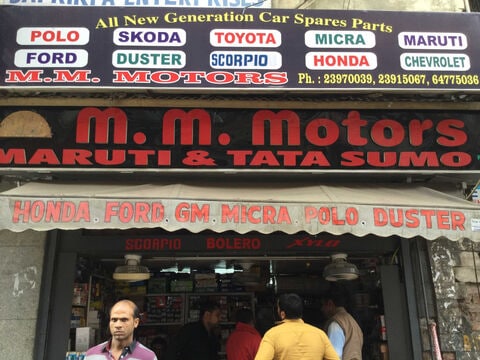 ENTERPRISES
All New Generation Car Spares Parts
POLO SKODA TOYOTA MICRA MARUTI
FORD DUSTER SCORPIO HONDA CHEVROLET
M.M. MOTORS Ph. : 23970039, 23915067, 64775036
M. M. Motors
MARUTI & TATA SUMO
HONDA . FORD . GM . MICRA . POLO . DUSTER
SCORPIO BOLERO XYLO